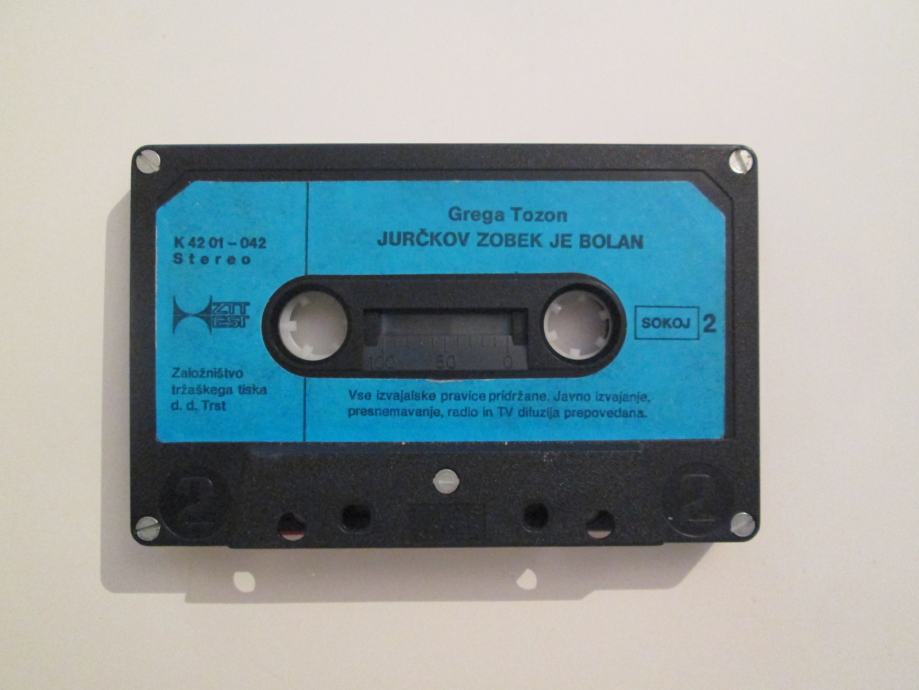 Grega Tozon
JURČKOV ZOBEK JE BOLAN
K 42 01 – 042
Stereo
ZTT
EST
SOKOJ 2
100 50 0
Založništvo
tržaškega tiska
d. d. Trst
Vse izvajalske pravice pridržane. Javno izvajanje,
presnemavanje, radio in TV difuzija prepovedana.
2 2